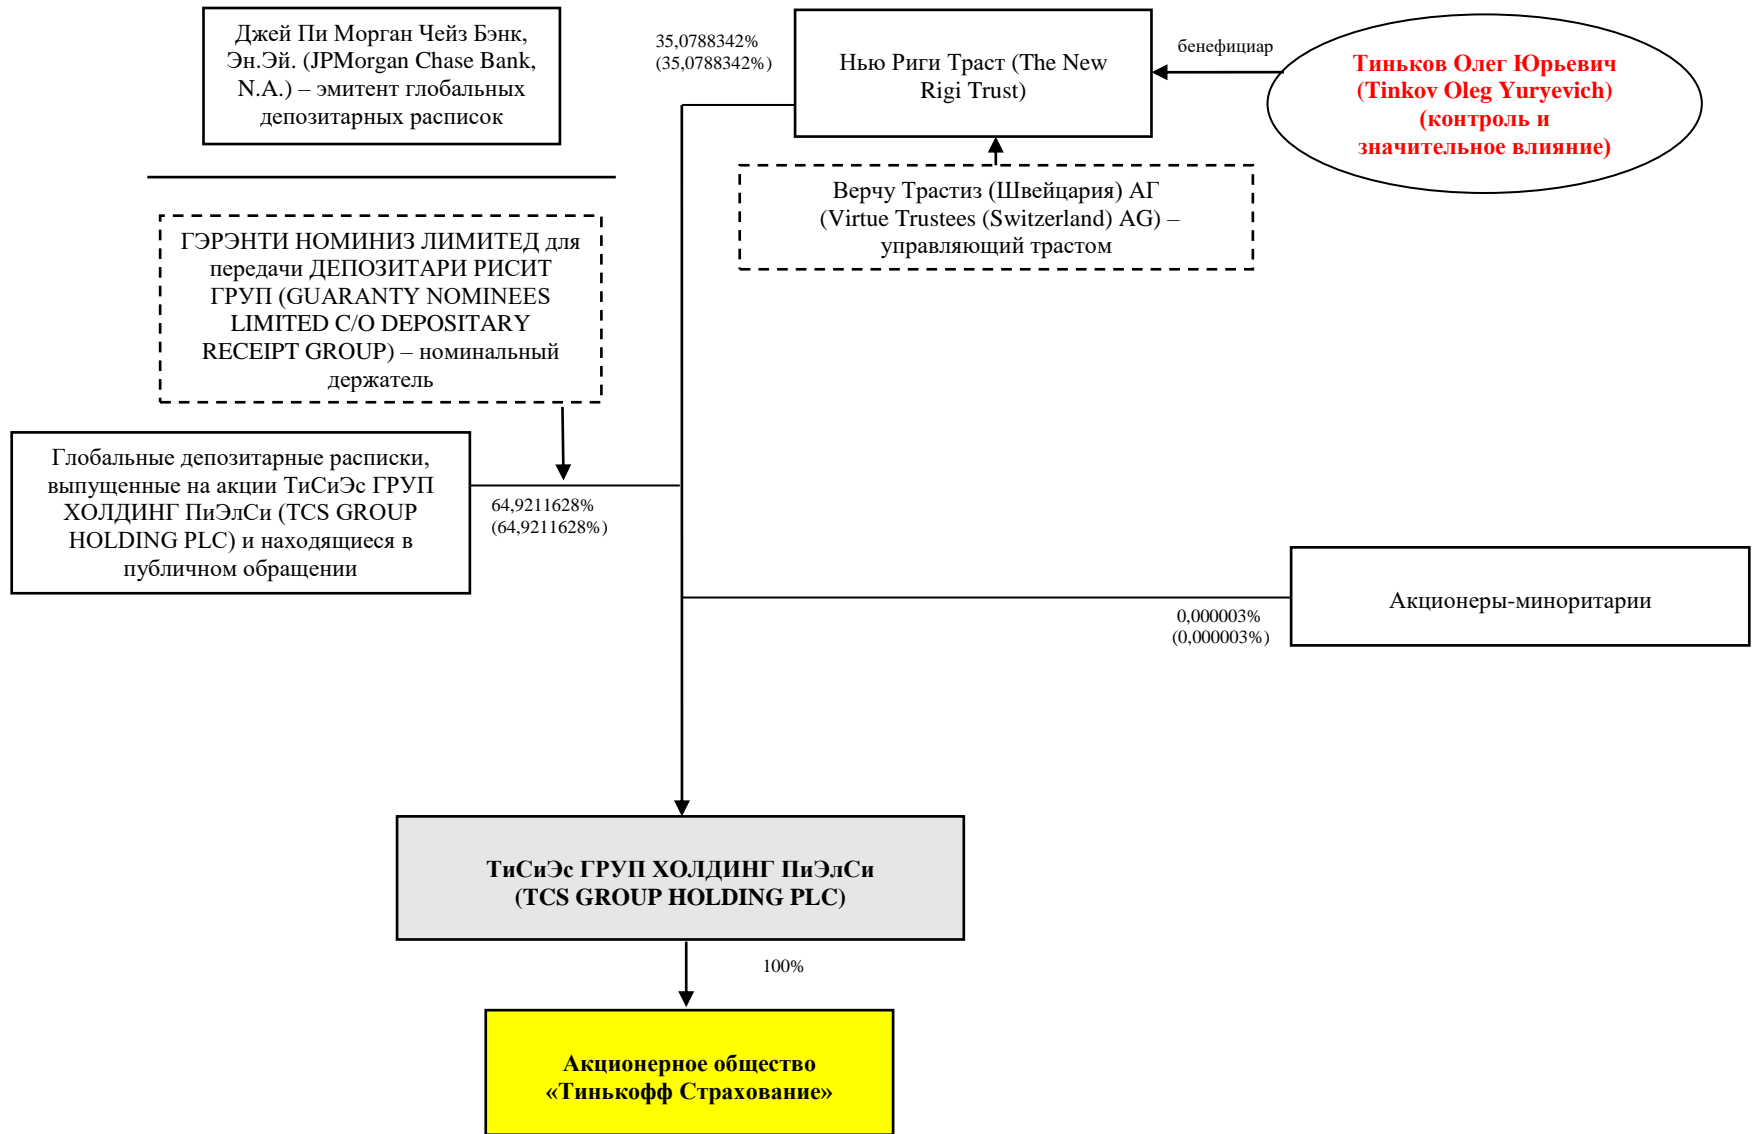 Джей Пи Морган Чейз Бэнк,
Эн.Эй. (JPMorgan Chase Bank,
N.A.) – эмитент глобальных
депозитарных расписок
35,0788342%
(35,0788342%)
Нью Риги Траст (The New
Rigi Trust)
бенефициар
Тиньков Олег Юрьевич
(Tinkov Oleg Yuryevich)
(контроль и
значительное влияние)
Верчу Трастиз (Швейцария) АГ
(Virtue Trustees (Switzerland) AG) –
управляющий трастом
ГЭРЭНТИ НОМИНИЗ ЛИМИТЕД для
передачи ДЕПОЗИТАРИ РИСИТ
ГРУП (GUARANTY NOMINEES
LIMITED C/O DEPOSITARY
RECEIPT GROUP) – номинальный
держатель
Глобальные депозитарные расписки,
выпущенные на акции ТиСиЭс ГРУП
ХОЛДИНГ ПиЭлСи (TCS GROUP
HOLDING PLC) и находящиеся в
публичном обращении
64,9211628%
(64,9211628%)
Акционеры-миноритарии
0,000003%
(0,000003%)
ТиСиЭс ГРУП ХОЛДИНГ ПиЭлСи
(TCS GROUP HOLDING PLC)
100%
Акционерное общество
«Тинькофф Страхование»